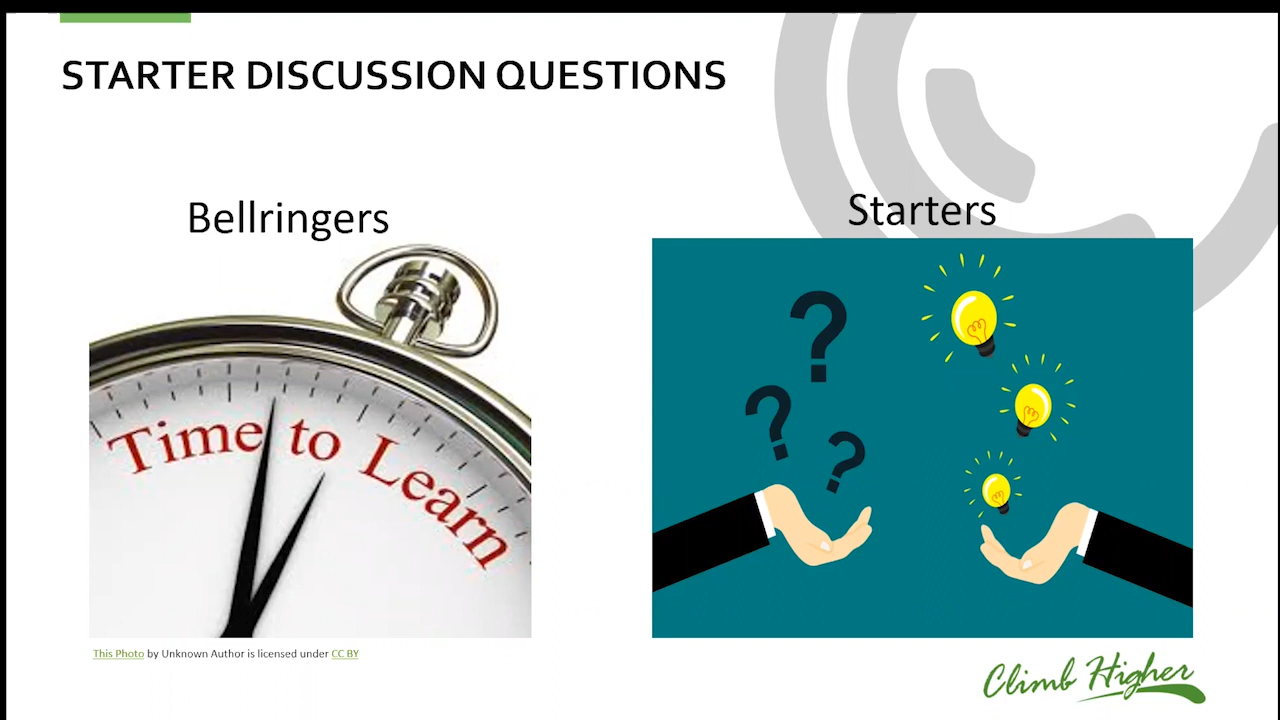 STARTER DISCUSSION QUESTIONS
Bellringers
Starters
Time to Learn
? ? ?
This Photo by Unknown Author is licensed under CC BY
Climb Higher